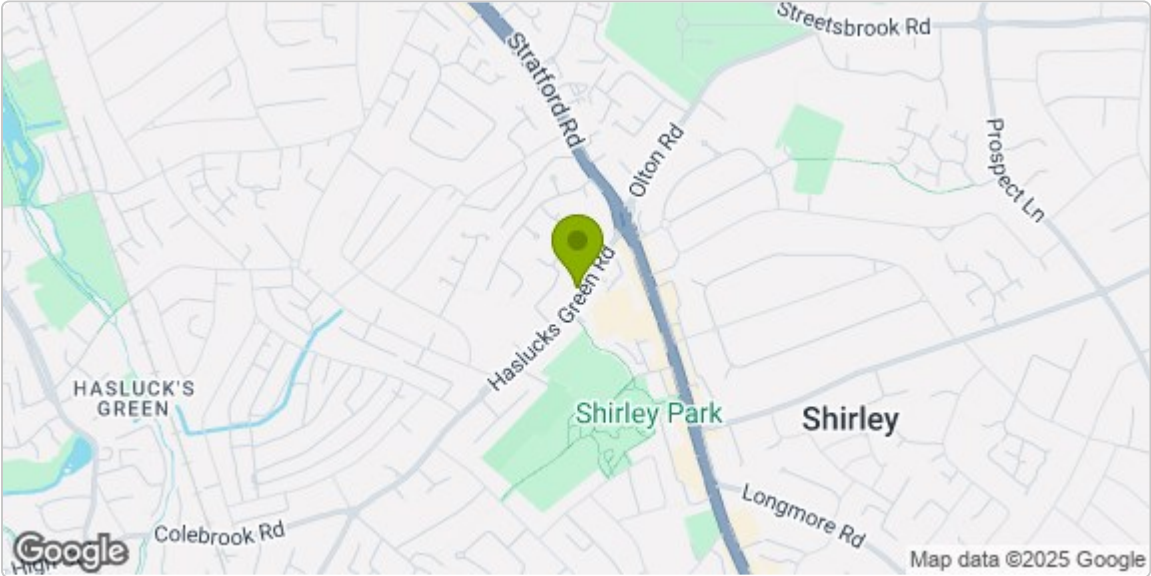 Streetsbrook Rd
Stratford Rd
Olton Rd
Prospect Ln
Haslucks Green Rd
HASLUCK'S
GREEN
Shirley Park
Shirley
Longmore Rd
Colebrook Rd
High
Google
Map data ©2025 Google